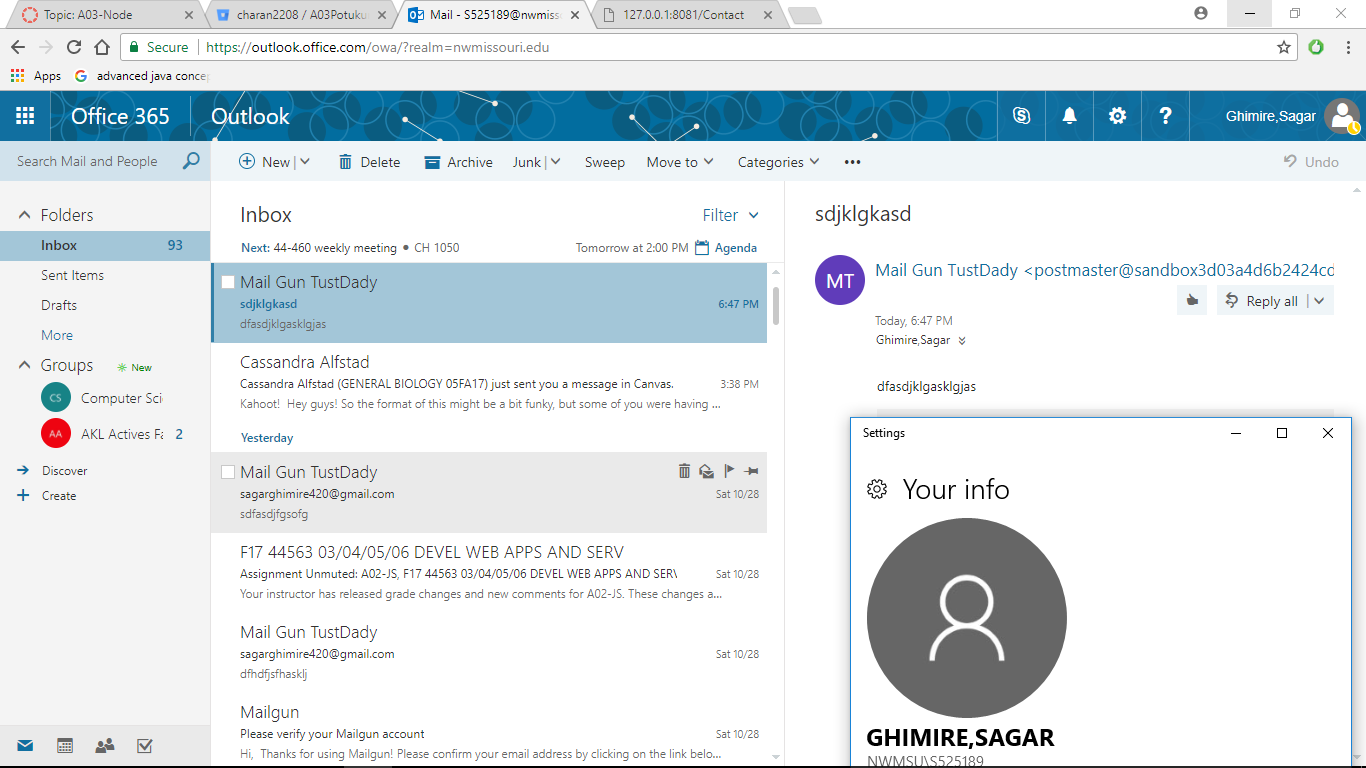 Topic: A03-Node
charan2208 / A03Potuku
Mail - S525189@nwmiss
127.0.0.1:8081/Contact
Secure
https://outlook.office.com/owa/?realm=nwmissouri.edu
Apps
advanced java conce
Office 365
Outlook
Ghimire,Sagar
Search Mail and People
New
Delete
Archive
Junk
Sweep
Move to
Categories
Undo
Folders
Inbox 93
Sent Items
Drafts
More
Groups
New
CS
Computer Sci
AA
AKL Actives Fa 2
Discover
Create
Inbox
Filter
Next: 44-460 weekly meeting • CH 1050
Tomorrow at 2:00 PM
Agenda
Mail Gun TustDady
sdjklgkasd
6:47 PM
dfasdjklgasklgjas
Cassandra Alfstad
Cassandra Alfstad (GENERAL BIOLOGY 05FA17) just sent you a message in Canvas.
3:38 PM
Kahoot! Hey guys! So the format of this might be a bit funky, but some of you were having ...
Yesterday
Mail Gun TustDady
sagarghimire420@gmail.com
Sat 10/28
sdfasdjfgsofg
F17 44563 03/04/05/06 DEVEL WEB APPS AND SERV
Assignment Unmuted: A02-JS, F17 44563 03/04/05/06 DEVEL WEB APPS AND SERV
Sat 10/28
Your instructor has released grade changes and new comments for A02-JS. These changes a...
Mail Gun TustDady
sagarghimire420@gmail.com
Sat 10/28
dfhdfjsfhasklj
Mailgun
Please verify your Mailgun account
Sat 10/28
Hi, Thanks for using Mailgun! Please confirm your email address by clicking on the link belo...
sdjklgkasd
MT
Mail Gun TustDady <postmaster@sandbox3d03a4d6b2424cd
Reply all
Today, 6:47 PM
Ghimire,Sagar
dfasdjklgasklgjas
Settings
Your info
GHIMIRE,SAGAR
NWMSU\S525189